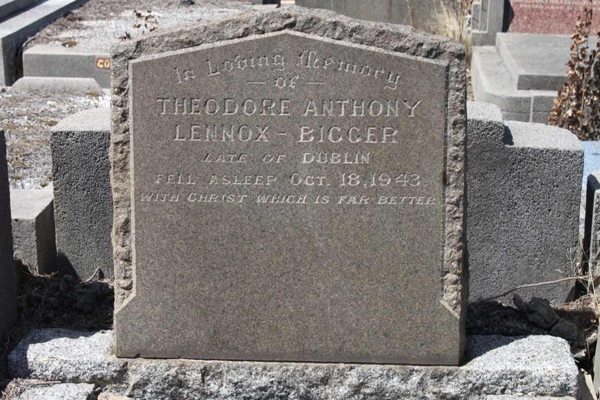 In Loving Memory
— OF —
THEODORE ANTHONY
LENNOX - BIGGER
LATE OF DUBLIN
FELL ASLEEP OCT. 18, 1943.
WITH CHRIST WHICH IS FAR BETTER.
CO